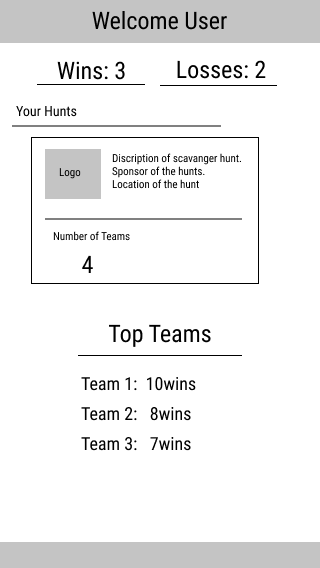 Welcome User
Wins: 3 Losses: 2
Your Hunts
Logo
Discription of scavanger hunt.
Sponsor of the hunts.
Location of the hunt
Number of Teams
4
Top Teams
Team 1: 10wins
Team 2: 8wins
Team 3: 7wins